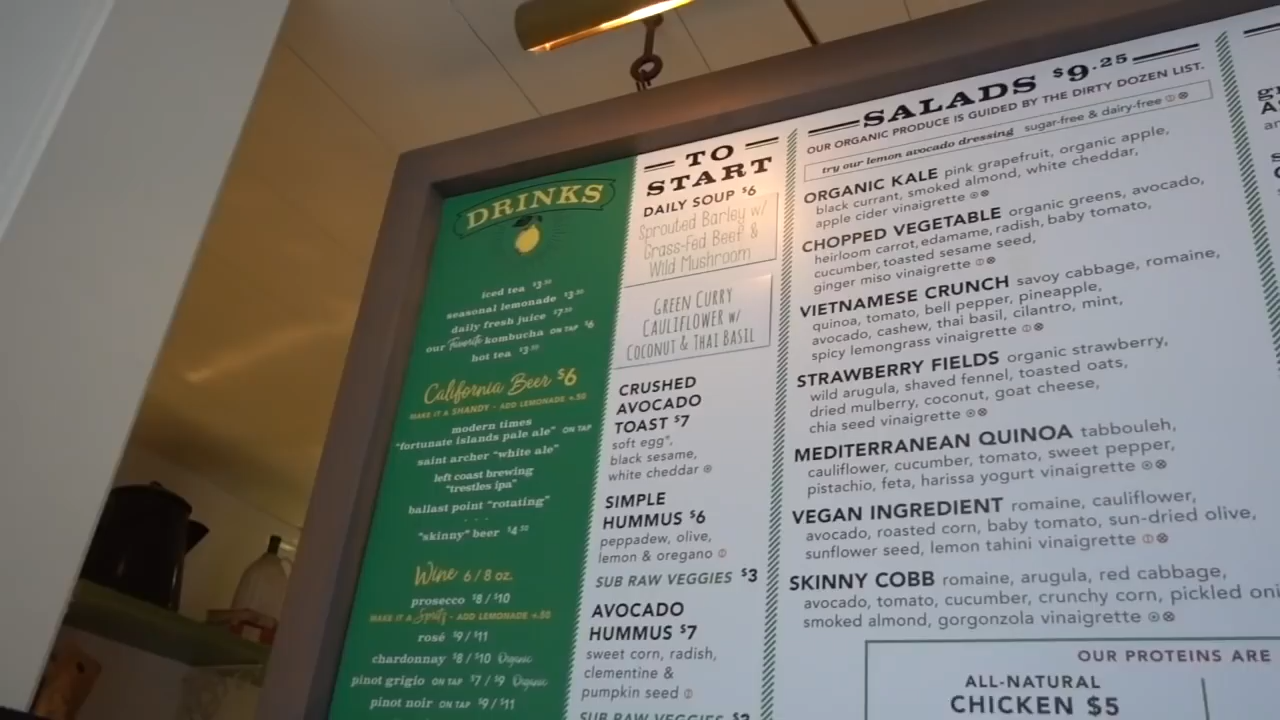 DRINKS
iced tea $3.50
seasonal lemonade $3.50
daily fresh juice $7.50
our Favorite kombucha ON TAP $6
hot tea $3.50
California Beer $6
MAKE IT A SHANDY - ADD LEMONADE +.50
modern times
"fortunate islands pale ale" ON TAP
saint archer "white ale"
left coast brewing
"trestles ipa"
ballast point "rotating"
"skinny" beer $4.50
Wine 6 / 8 oz.
prosecco $8 / $10
MAKE IT A Spritz - ADD LEMONADE +.50
rosé $9 / $11
chardonnay $8 / $10 Organic
pinot grigio ON TAP $7 / $9 Organic
pinot noir ON TAP $9 / $11
TO
START
DAILY SOUP $6
Sprouted Barley w/
Grass-Fed Beef &
Wild Mushroom
GREEN CURRY
CAULIFLOWER W/
COCONUT & THAI BASIL
CRUSHED
AVOCADO
TOAST $7
soft egg*,
black sesame,
white cheddar
SIMPLE
HUMMUS $6
peppadew, olive,
lemon & oregano
SUB RAW VEGGIES $3
AVOCADO
HUMMUS $7
sweet corn, radish,
clementine &
pumpkin seed
SUB RAW VEGGIES $3
SALADS $9.25
OUR ORGANIC PRODUCE IS GUIDED BY THE DIRTY DOZEN LIST.
try our lemon avocado dressing sugar-free & dairy-free
ORGANIC KALE pink grapefruit, organic apple,
black currant, smoked almond, white cheddar,
apple cider vinaigrette
CHOPPED VEGETABLE organic greens, avocado,
heirloom carrot, edamame, radish, baby tomato,
cucumber, toasted sesame seed,
ginger miso vinaigrette
VIETNAMESE CRUNCH savoy cabbage, romaine,
quinoa, tomato, bell pepper, pineapple,
avocado, cashew, thai basil, cilantro, mint,
spicy lemongrass vinaigrette
STRAWBERRY FIELDS organic strawberry,
wild arugula, shaved fennel, toasted oats,
dried mulberry, coconut, goat cheese,
chia seed vinaigrette
MEDITERRANEAN QUINOA tabbouleh,
cauliflower, cucumber, tomato, sweet pepper,
pistachio, feta, harissa yogurt vinaigrette
VEGAN INGREDIENT romaine, cauliflower,
avocado, roasted corn, baby tomato, sun-dried olive,
sunflower seed, lemon tahini vinaigrette
SKINNY COBB romaine, arugula, red cabbage,
avocado, tomato, cucumber, crunchy corn, pickled oni
smoked almond, gorgonzola vinaigrette
OUR PROTEINS ARE
ALL-NATURAL
CHICKEN $5